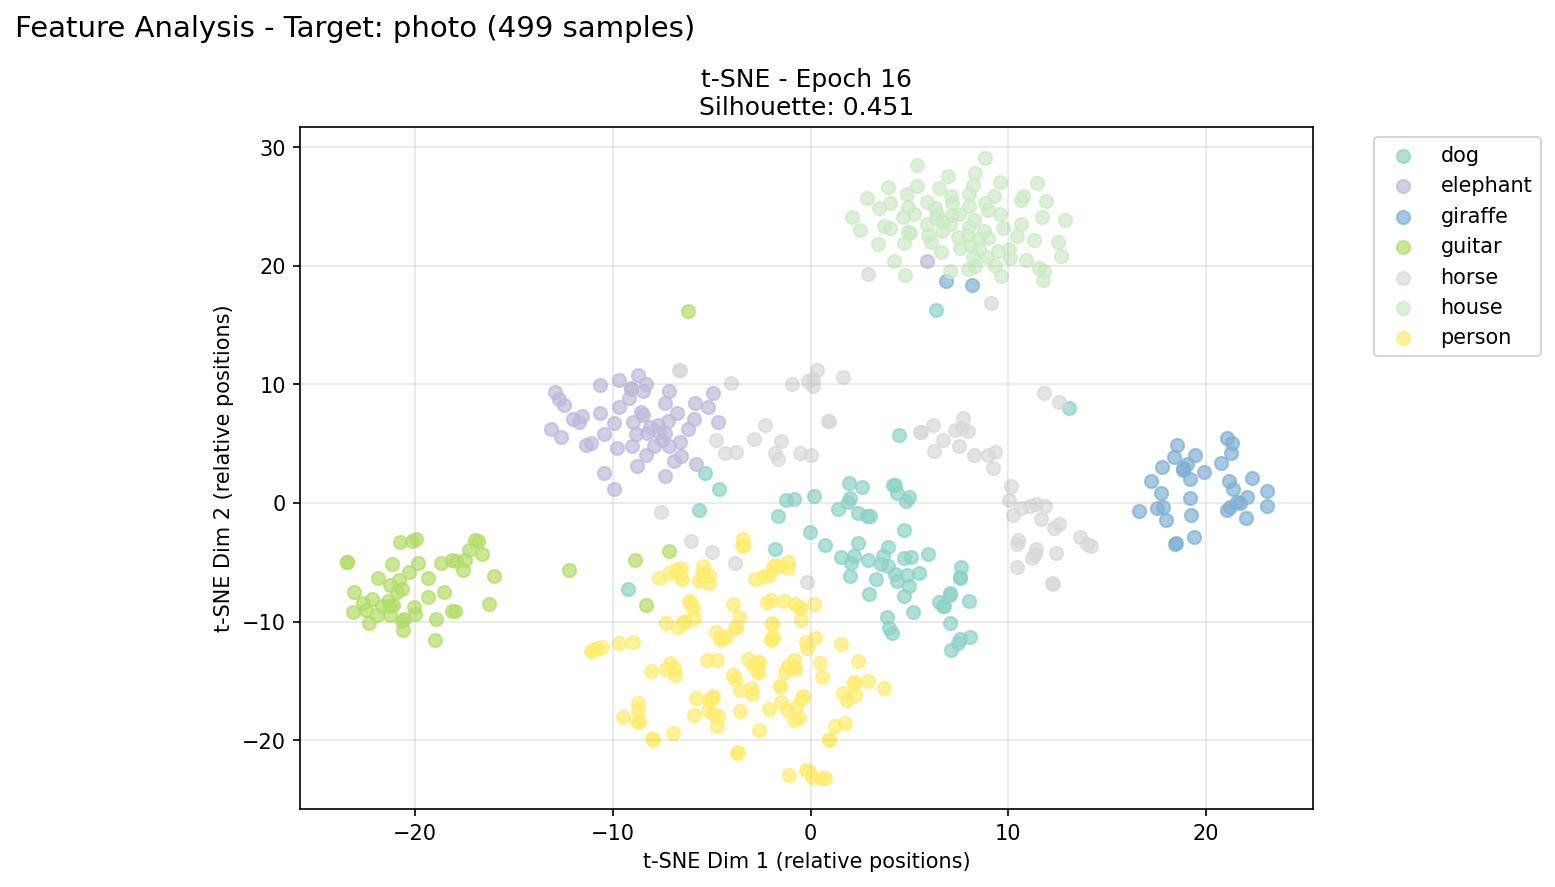 Feature Analysis - Target: photo (499 samples)
t-SNE - Epoch 16
Silhouette: 0.451
30
20
10
0
−10
−20
t-SNE Dim 2 (relative positions)
−20
−10
0
10
20
t-SNE Dim 1 (relative positions)
dog
elephant
giraffe
guitar
horse
house
person